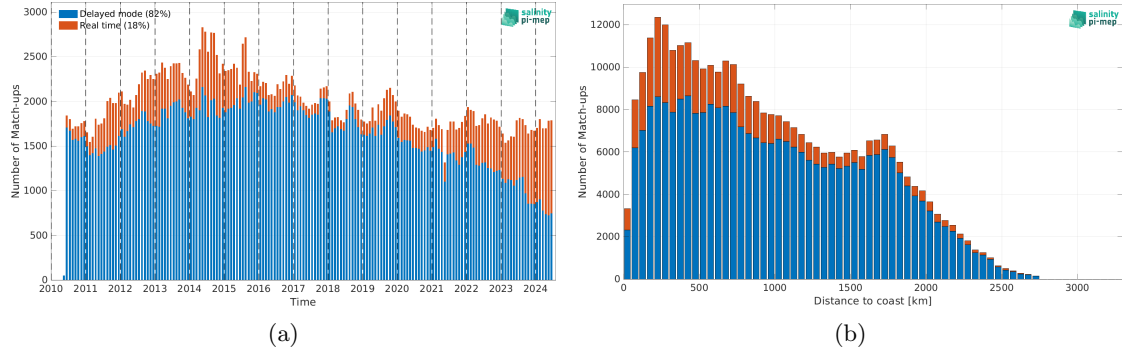 3000
2500
2000
1500
1000
500
0
Number of Match-ups
Delayed mode (82%)
Real time (18%)
salinity
pi-mep
2010 2011 2012 2013 2014 2015 2016 2017 2018 2019 2020 2021 2022 2023 2024
Time
(a)
12000
10000
8000
6000
4000
2000
0
Number of Match-ups
salinity
pi-mep
0 500 1000 1500 2000 2500 3000
Distance to coast [km]
(b)